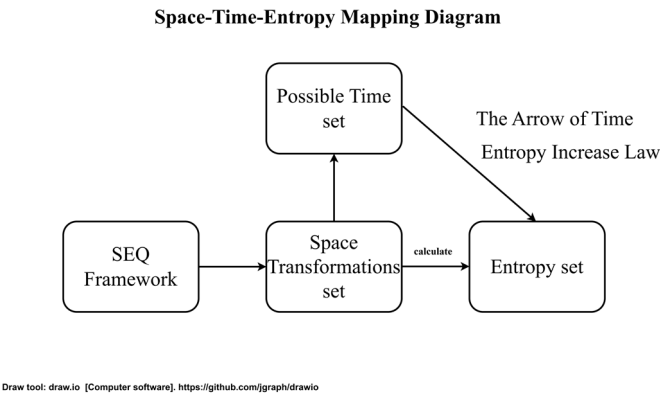 Space-Time-Entropy Mapping Diagram
Possible Time
set
The Arrow of Time
Entropy Increase Law
SEQ
Framework
Space
Transformations
set
calculate
Entropy set
Draw tool: draw.io [Computer software]. https://github.com/jgraph/drawio